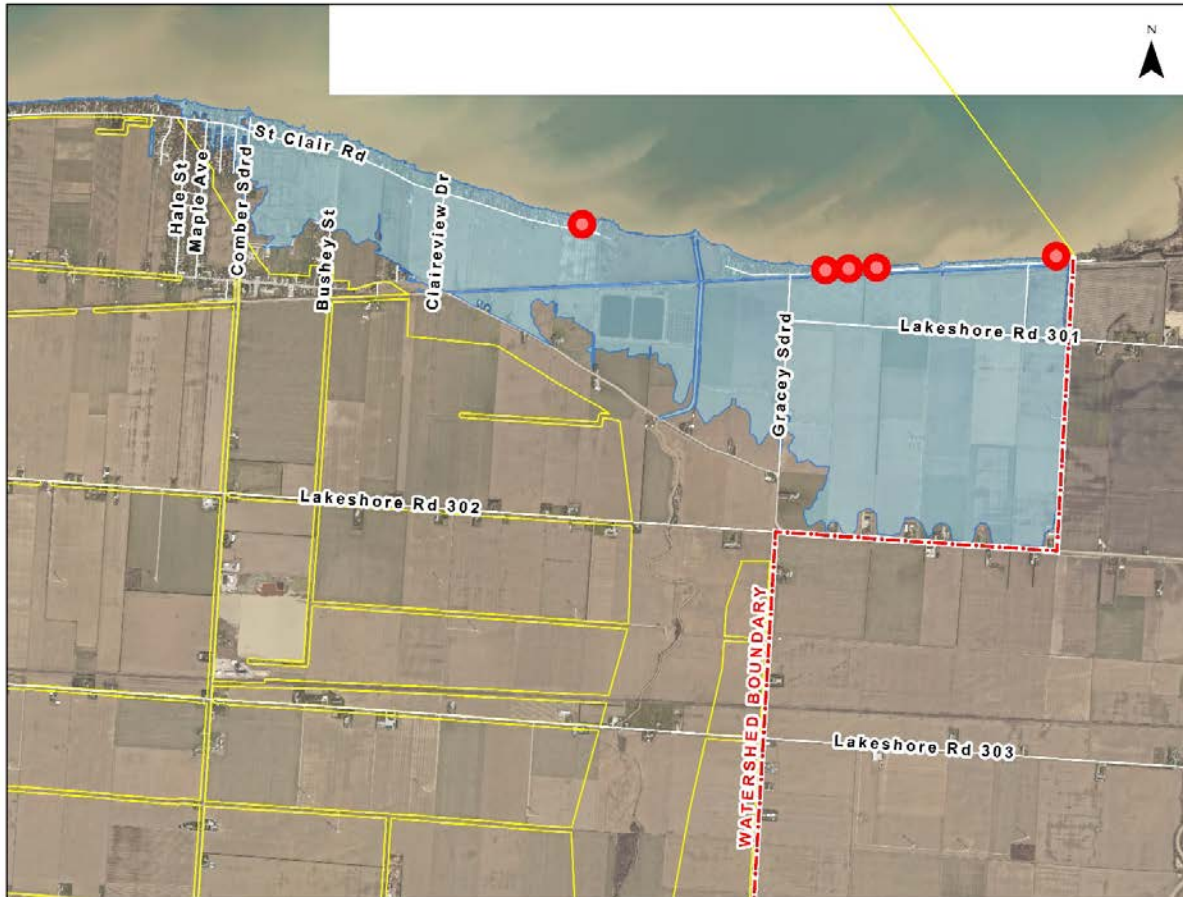 N
St Clair Rd
Hale St
Maple Ave
Comber Sdrd
Bushey St
Claireview Dr
Gracey Sdrd
Lakeshore Rd 301
Lakeshore Rd 302
WATERSHED BOUNDARY
Lakeshore Rd 303